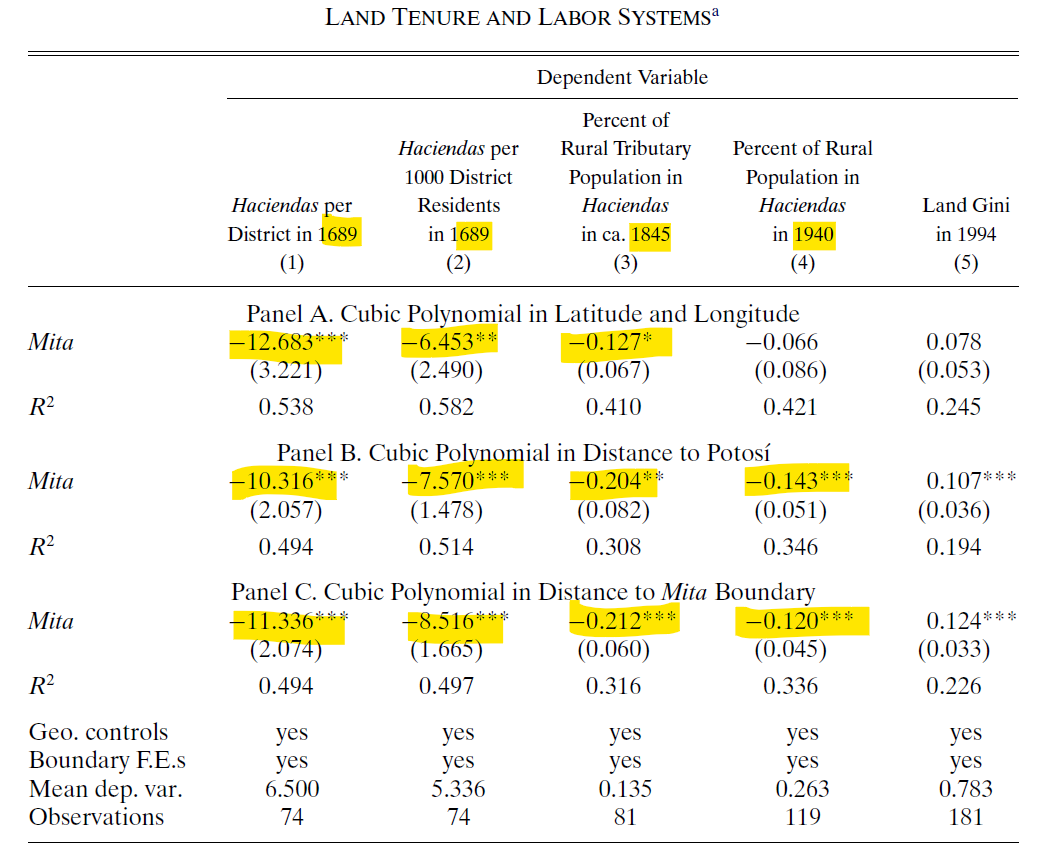 LAND TENURE AND LABOR SYSTEMSᵃ
Dependent Variable
Percent of
Haciendas per Rural Tributary Percent of Rural
1000 District Population in Population in
Haciendas per Residents Haciendas Haciendas Land Gini
District in 1689 in 1689 in ca. 1845 in 1940 in 1994
(1) (2) (3) (4) (5)
Panel A. Cubic Polynomial in Latitude and Longitude
Mita −12.683*** −6.453** −0.127* −0.066 0.078
(3.221) (2.490) (0.067) (0.086) (0.053)
R² 0.538 0.582 0.410 0.421 0.245
Panel B. Cubic Polynomial in Distance to Potosí
Mita −10.316*** −7.570*** −0.204** −0.143*** 0.107***
(2.057) (1.478) (0.082) (0.051) (0.036)
R² 0.494 0.514 0.308 0.346 0.194
Panel C. Cubic Polynomial in Distance to Mita Boundary
Mita −11.336*** −8.516*** −0.212*** −0.120*** 0.124***
(2.074) (1.665) (0.060) (0.045) (0.033)
R² 0.494 0.497 0.316 0.336 0.226
Geo. controls yes yes yes yes yes
Boundary F.E.s yes yes yes yes yes
Mean dep. var. 6.500 5.336 0.135 0.263 0.783
Observations 74 74 81 119 181